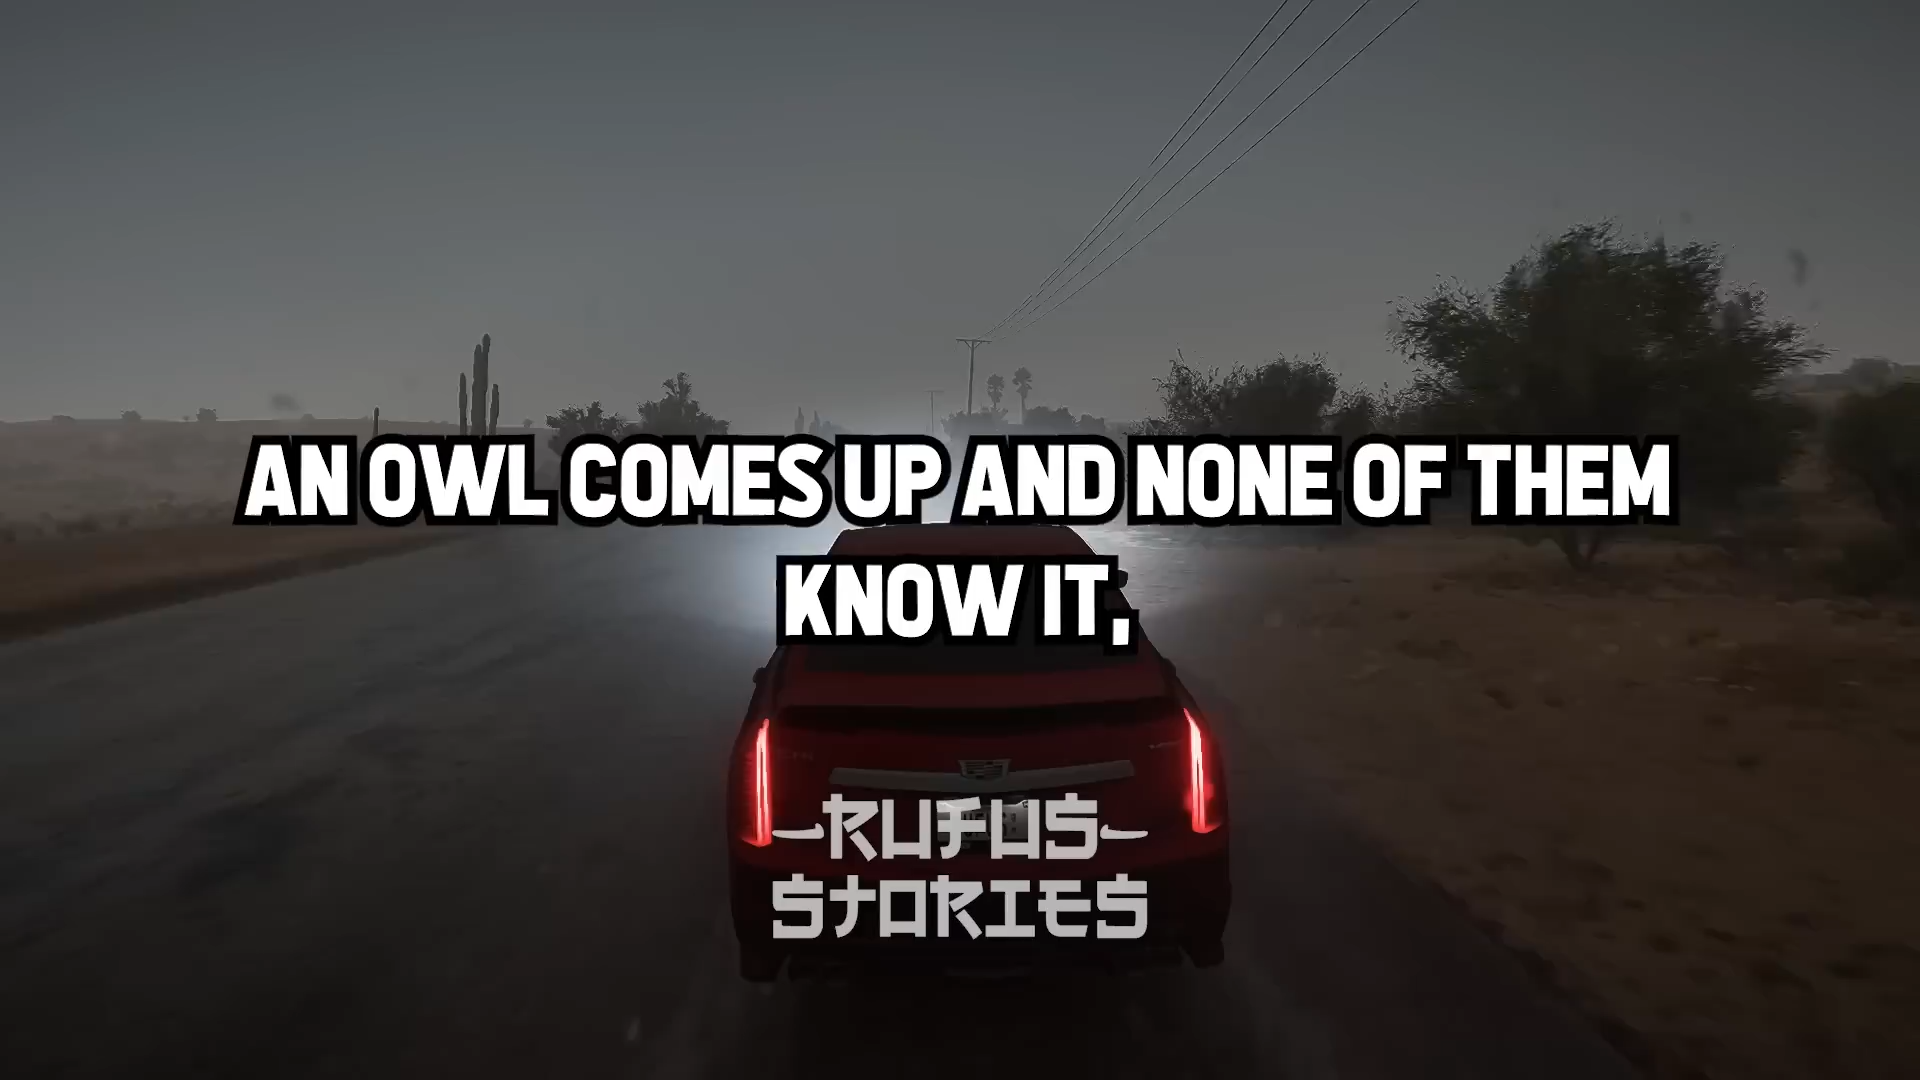 AN OWL COMES UP AND NONE OF THEM
KNOW IT,
RUFUS
STORIES